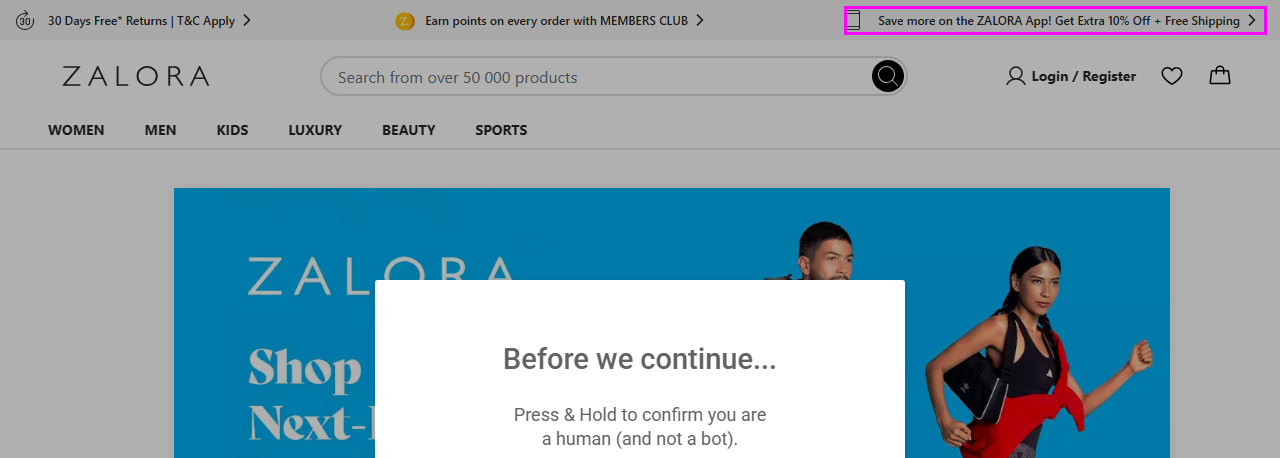 30 Days Free* Returns | T&C Apply
Earn points on every order with MEMBERS CLUB
Save more on the ZALORA App! Get Extra 10% Off + Free Shipping
ZALORA
Search from over 50 000 products
Login / Register
WOMEN MEN KIDS LUXURY BEAUTY SPORTS
ZALORA
Shop
Next-
Before we continue...
Press & Hold to confirm you are
a human (and not a bot).